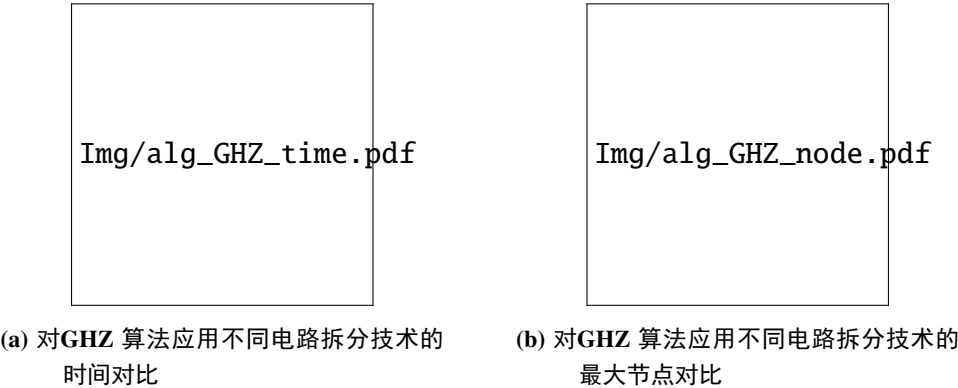 Img/alg_GHZ_time.pdf
Img/alg_GHZ_node.pdf
(a) 对GHZ 算法应用不同电路拆分技术的
时间对比
(b) 对GHZ 算法应用不同电路拆分技术的
最大节点对比